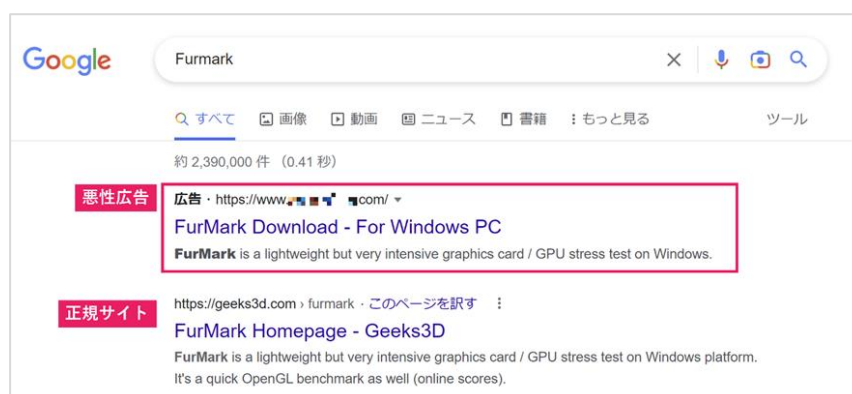 Google
Furmark
すべて 画像 動画 ニュース 書籍 もっと見る ツール
約 2,390,000 件 (0.41 秒)
悪性広告
広告・https://www. com/
FurMark Download - For Windows PC
FurMark is a lightweight but very intensive graphics card / GPU stress test on Windows.
正規サイト
https://geeks3d.com › furmark ・このページを訳す
FurMark Homepage - Geeks3D
FurMark is a lightweight but very intensive graphics card / GPU stress test on Windows platform.
It's a quick OpenGL benchmark as well (online scores).